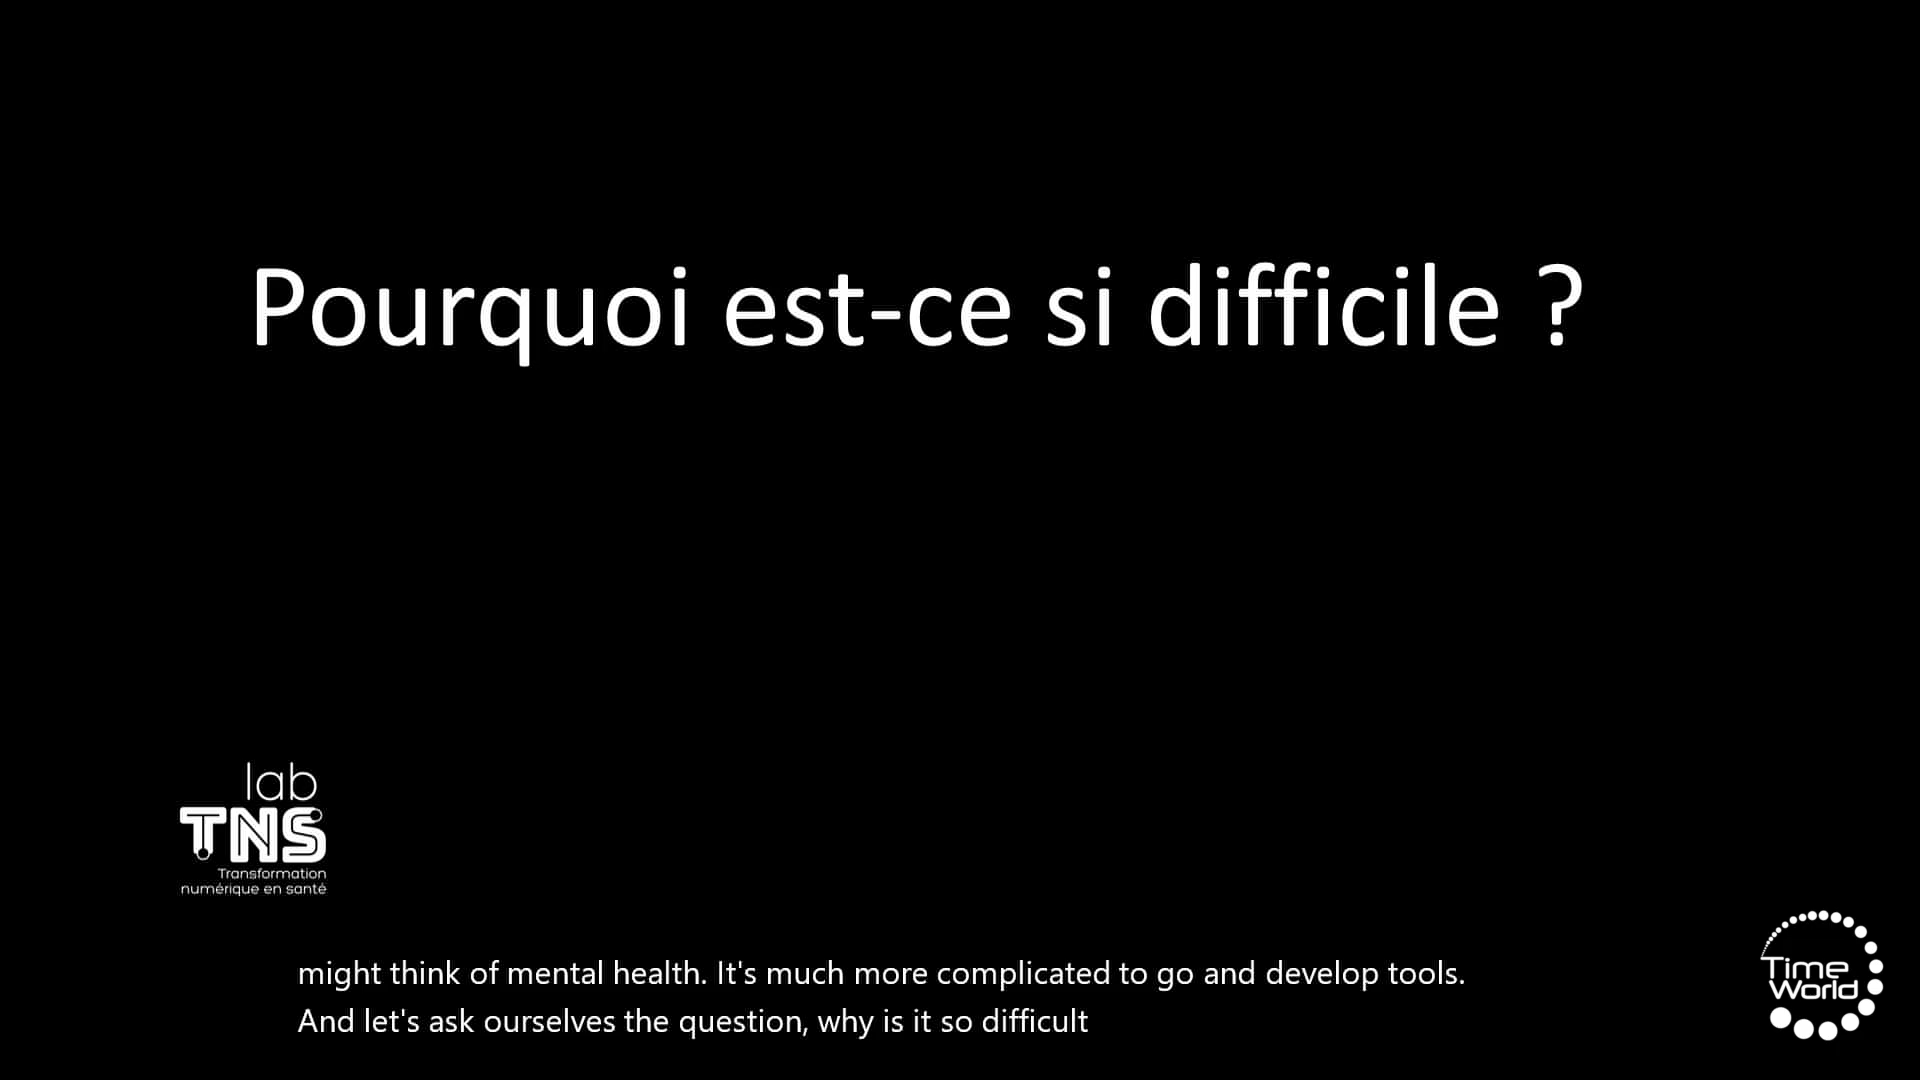 Pourquoi est-ce si difficile ?
lab
TNS
Transformation
numérique en santé
might think of mental health. It's much more complicated to go and develop tools.
And let's ask ourselves the question, why is it so difficult
Time
World